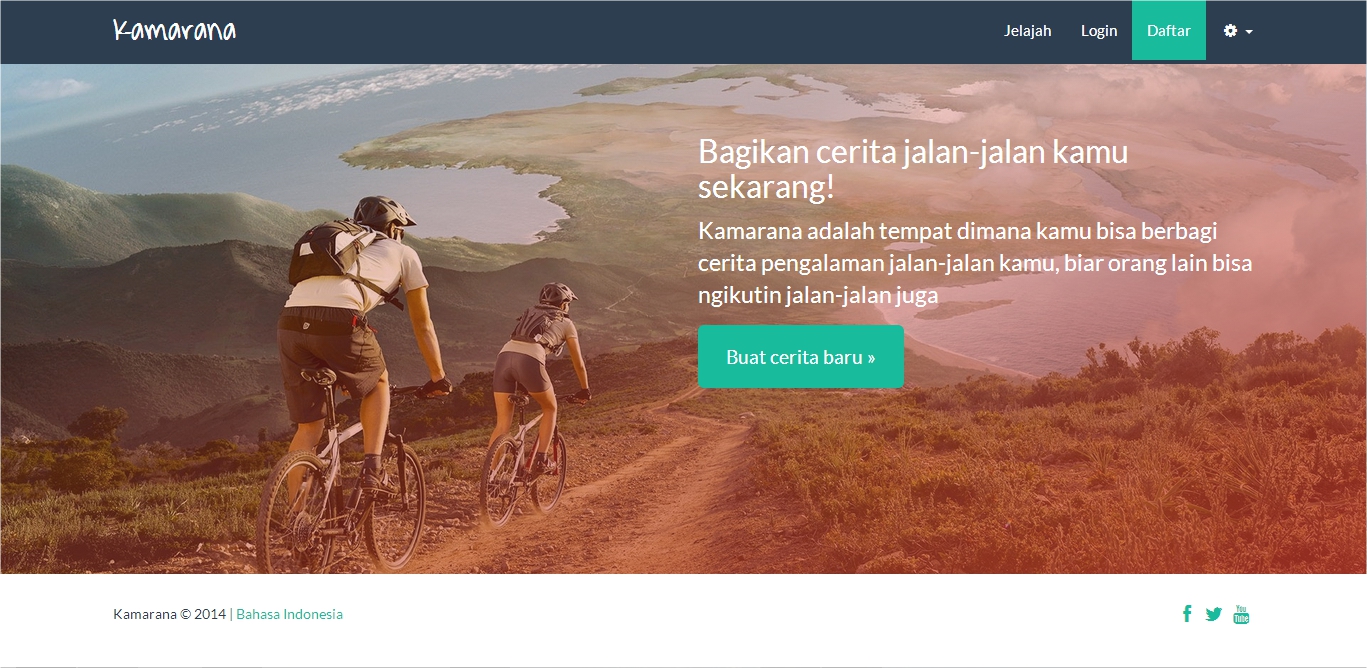 Kamarana
Jelajah Login Daftar
Bagikan cerita jalan-jalan kamu
sekarang!
Kamarana adalah tempat dimana kamu bisa berbagi
cerita pengalaman jalan-jalan kamu, biar orang lain bisa
ngikutin jalan-jalan juga
Buat cerita baru »
Kamarana © 2014 | Bahasa Indonesia
You
Tube